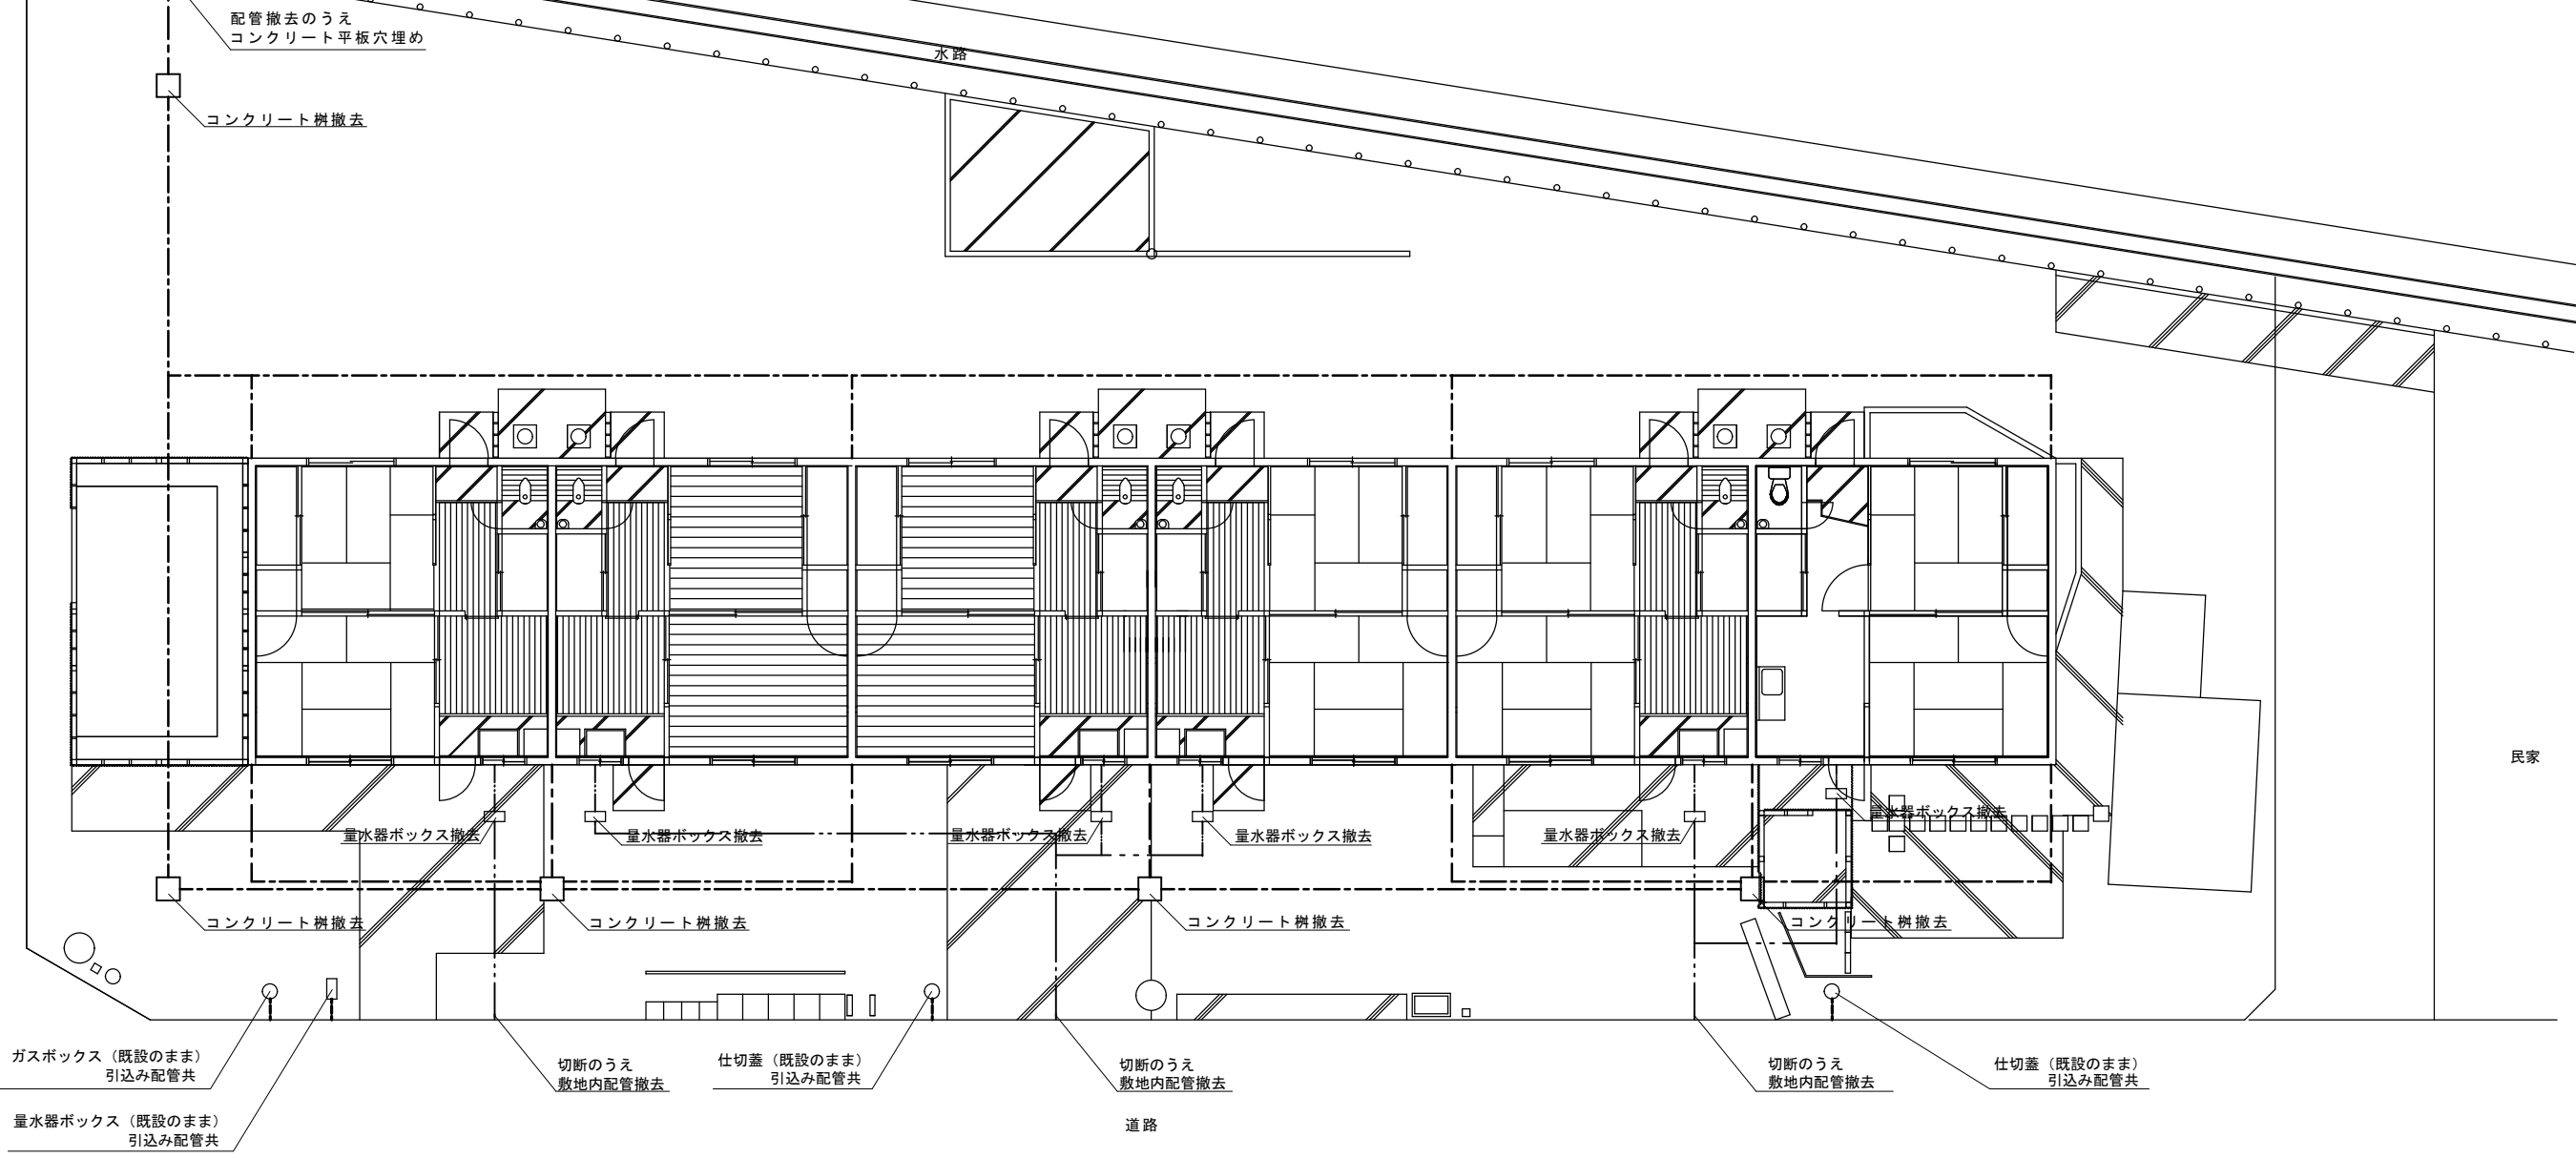 配管撤去のうえ
コンクリート平板穴埋め
水路
コンクリート桝撤去
民家
量水器ボックス撤去
量水器ボックス撤去
量水器ボックス撤去
量水器ボックス撤去
量水器ボックス撤去
量水器ボックス撤去
コンクリート桝撤去
コンクリート桝撤去
コンクリート桝撤去
コンクリート桝撤去
ガスボックス（既設のまま）
引込み配管共
切断のうえ
敷地内配管撤去
仕切蓋（既設のまま）
引込み配管共
切断のうえ
敷地内配管撤去
切断のうえ
敷地内配管撤去
仕切蓋（既設のまま）
引込み配管共
量水器ボックス（既設のまま）
引込み配管共
道路